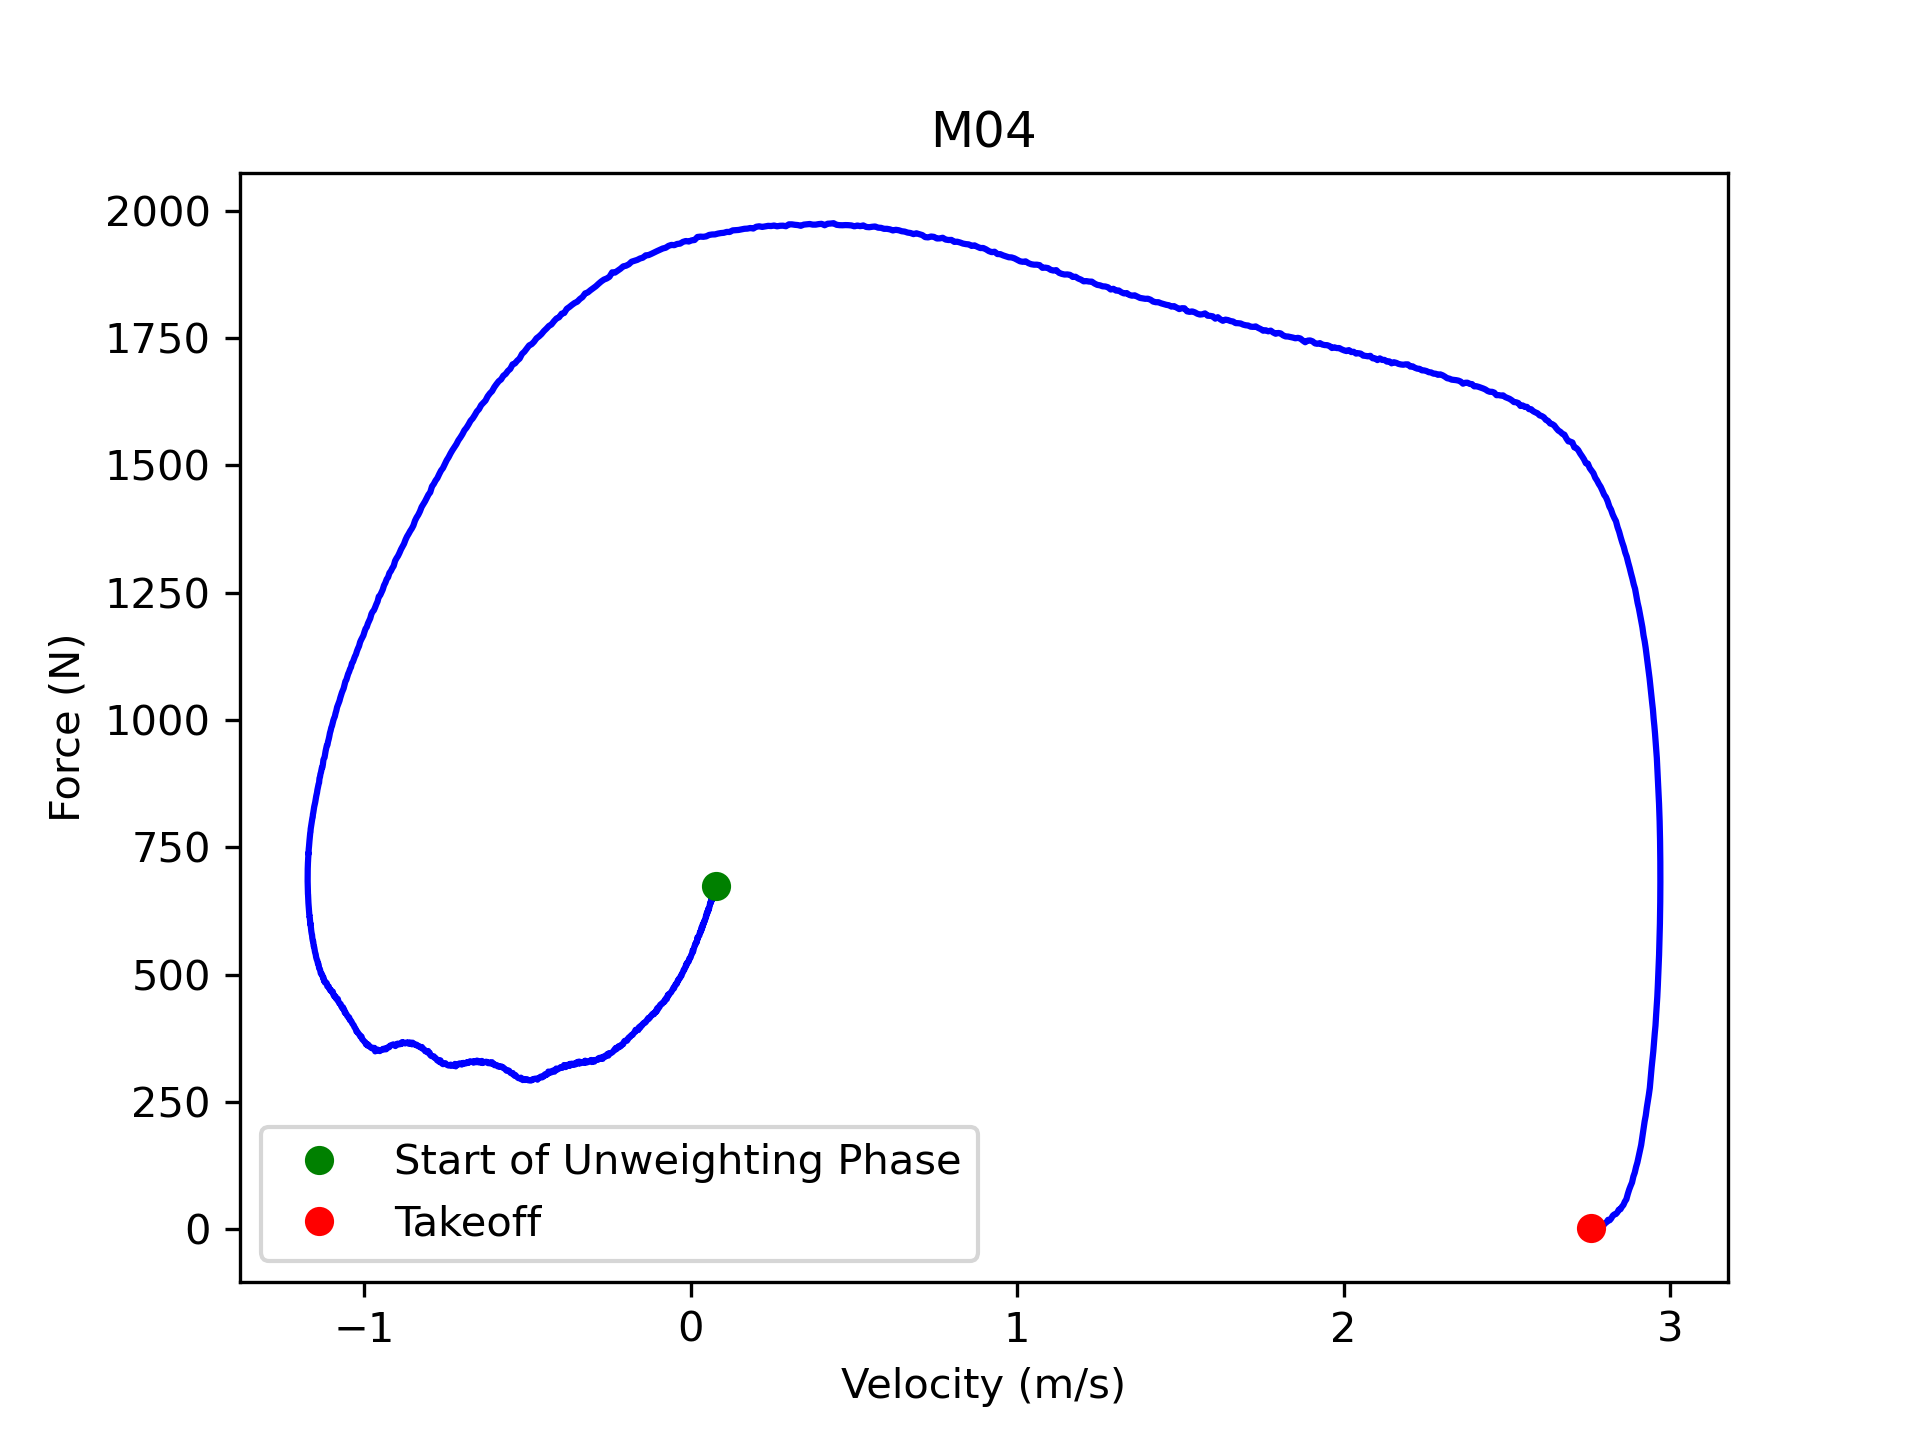 M04
2000
1750
1500
1250
1000
750
500
250
0
Force (N)
Start of Unweighting Phase
Takeoff
−1 0 1 2 3
Velocity (m/s)